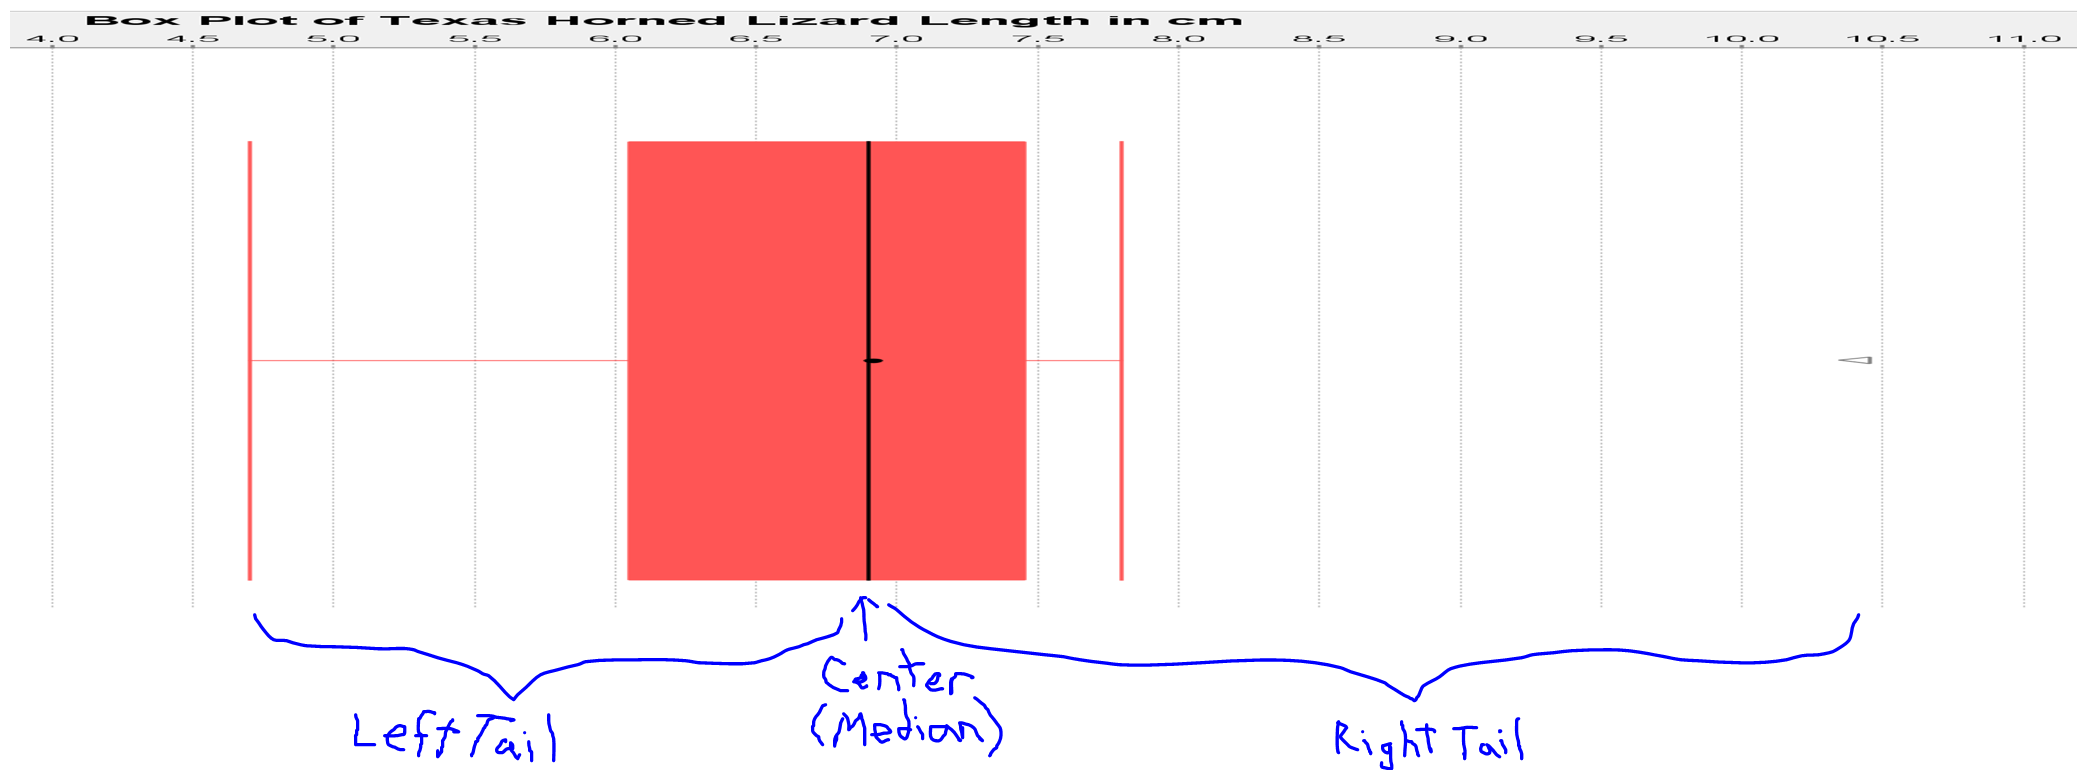 Box Plot of Texas Horned Lizard Length in cm
4.0 4.5 5.0 5.5 6.0 6.5 7.0 7.5 8.0 8.5 9.0 9.5 10.0 10.5 11.0
Center
(Median)
Left Tail
Right Tail